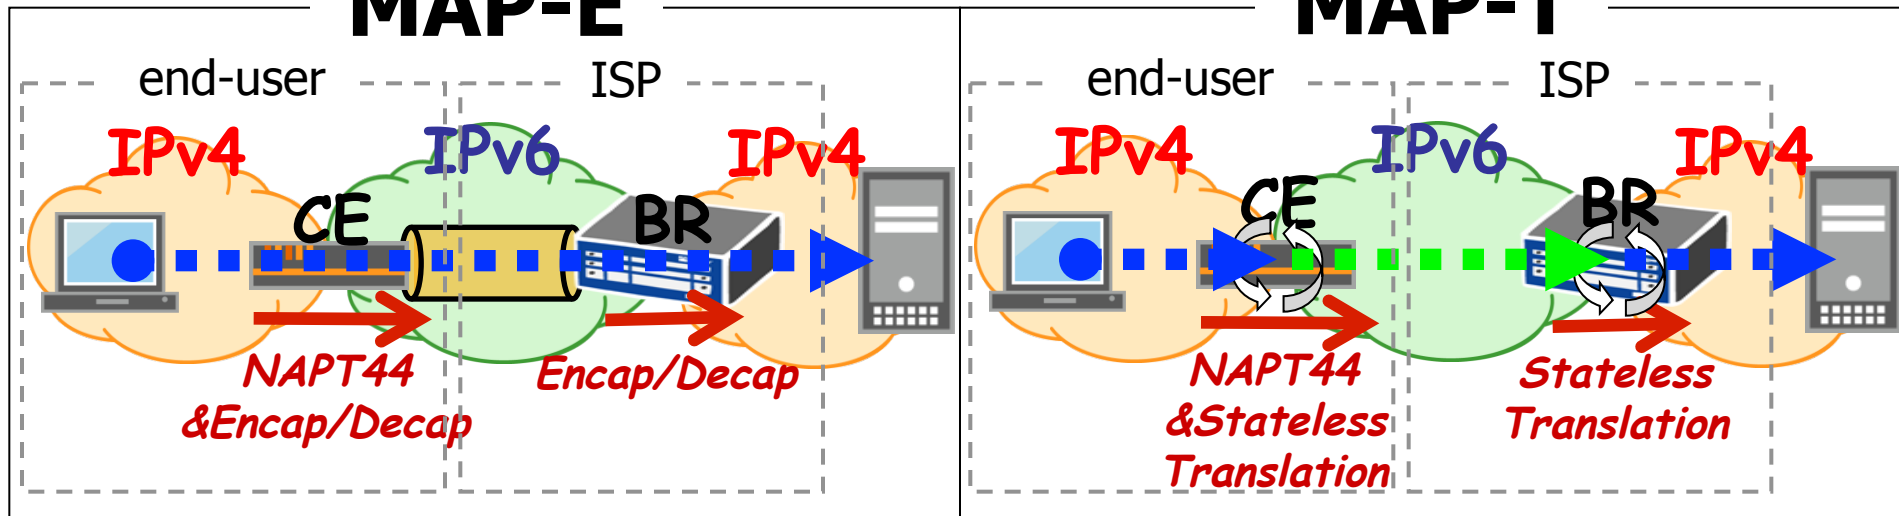 MAP-E
end-user
ISP
IPv4
IPv6
IPv4
CE
BR
NAPT44
&Encap/Decap
Encap/Decap
MAP-T
end-user
ISP
IPv4
IPv6
IPv4
CE
BR
NAPT44
&Stateless
Translation
Stateless
Translation